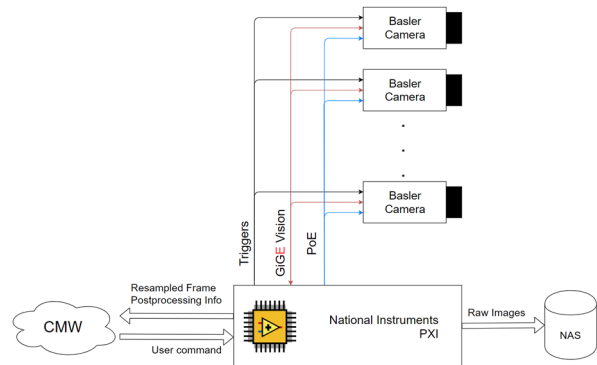 Basler
Camera
Basler
Camera
Basler
Camera
Triggers
GiGE Vision
PoE
Resampled Frame
Postprocessing Info
CMW
User command
National Instruments
PXI
Raw Images
NAS